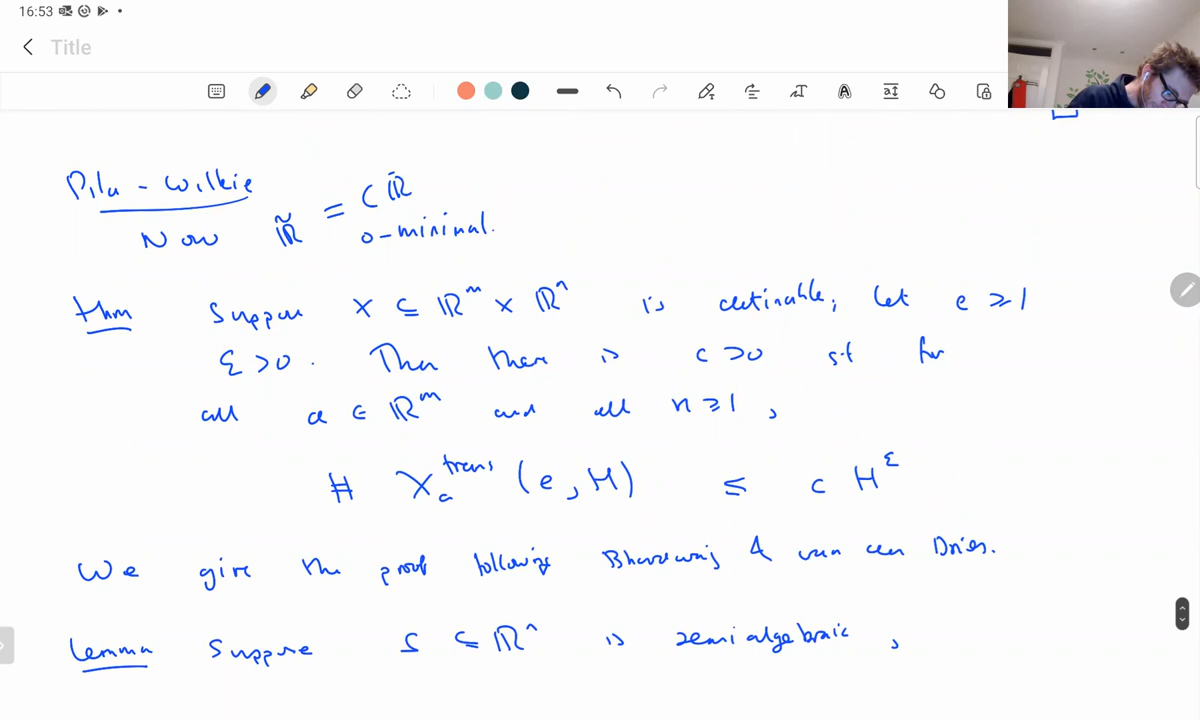 16:53
Title
Pila - Wilkie
Now ℝ̃ = (ℝ̄
o-minimal.
Thm Suppose X ⊆ ℝ^m × ℝ^n is definable, let e ≥ 1
ε > 0. Then there is c > 0 s.t for
all a ∈ ℝ^m and all H ≥ 1,
# X_a^trans (e, H) ≤ c H^ε
We give the proof following Bhardwaj & van den Dries.
Lemma Suppose S ⊆ ℝ^n is semialgebraic,